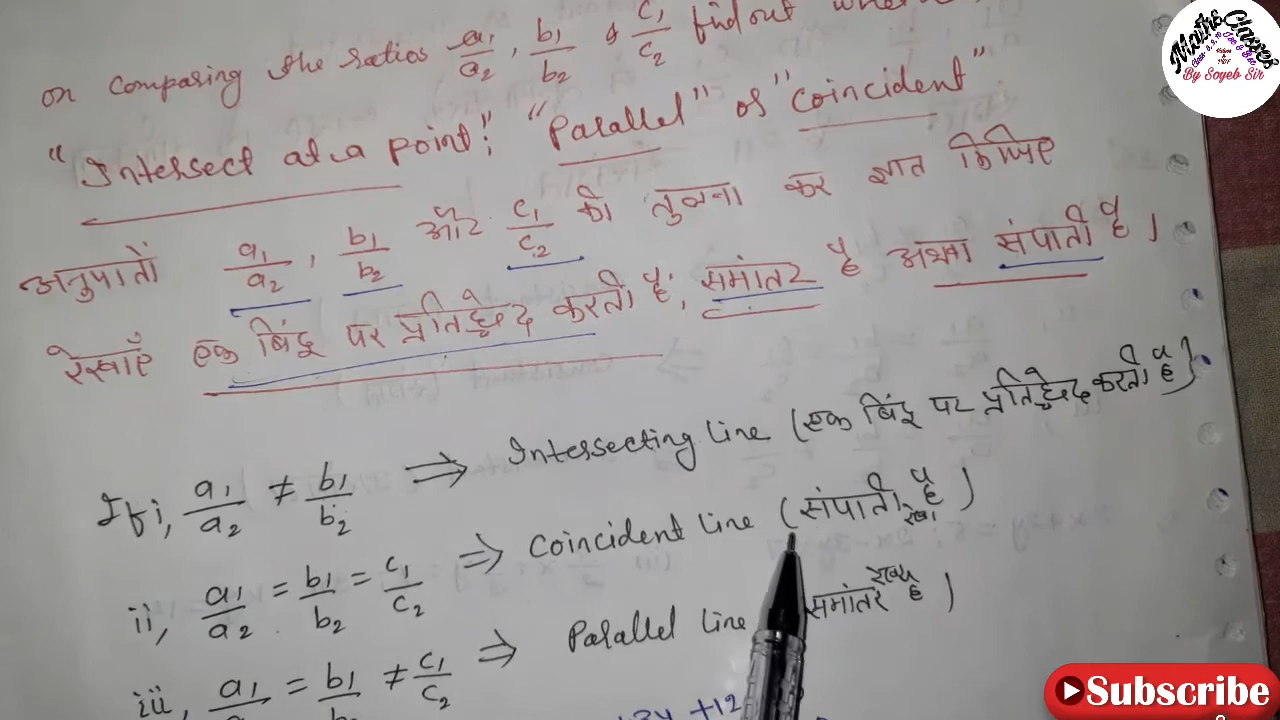 on comparing the ratios a1/a2, b1/b2 & c1/c2 find out
"Intersect at a point", "Parallel" or "coincident"
अनुपातों a1/a2, b1/b2 और c1/c2 की तुलना कर ज्ञात किजिए
रेखाएँ एक बिंदु पर प्रतिच्छेद करती है, समांतर है अथवा संपाती है।
If i, a1/a2 ≠ b1/b2 ⇒ Intersecting line (एक बिंदु पर प्रतिच्छेद करती है)
ii, a1/a2 = b1/b2 = c1/c2 ⇒ Coincident line (संपाती रेखा है)
iii, a1/ = b1/ ≠ c1/c2 ⇒ Parallel line समांतर रेखा है)
+12
Maths
By Soyeb Sir
Subscribe